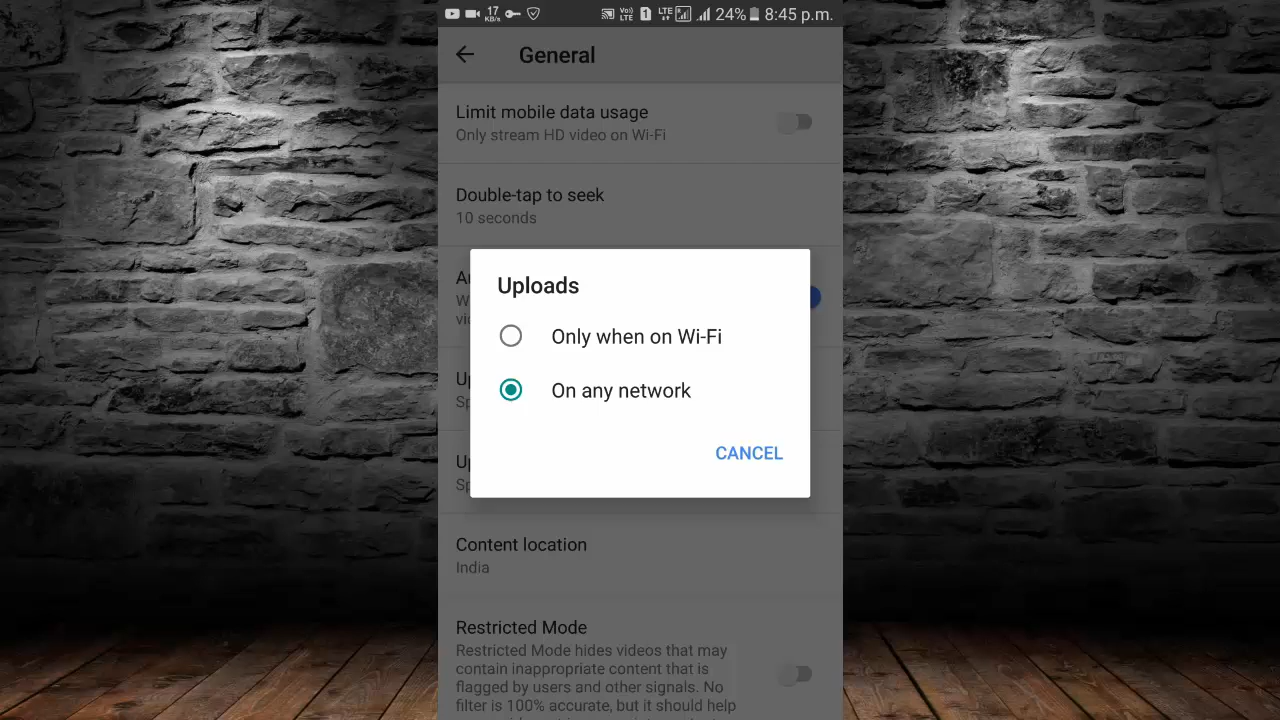 17
KB/s
Vo))
LTE
1
LTE
24%
8:45 p.m.
General
Limit mobile data usage
Only stream HD video on Wi-Fi
Double-tap to seek
10 seconds
Uploads
Only when on Wi-Fi
On any network
CANCEL
Content location
India
Restricted Mode
Restricted Mode hides videos that may
contain inappropriate content that is
flagged by users and other signals. No
filter is 100% accurate, but it should help